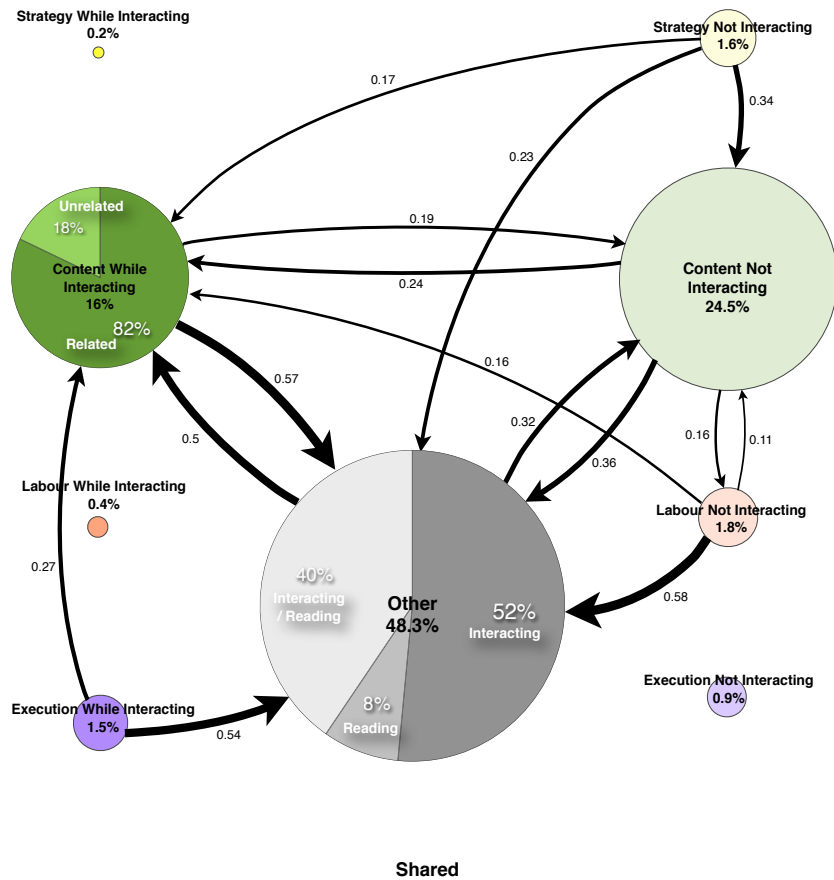 Strategy While Interacting
0.2%
Strategy Not Interacting
1.6%
0.17
0.34
0.23
Unrelated
18%
Content While
Interacting
16%
82%
Related
0.19
0.24
Content Not
Interacting
24.5%
0.16
0.57
0.5
0.32
0.36
0.16
0.11
Labour While Interacting
0.4%
Labour Not Interacting
1.8%
0.27
0.58
40%
Interacting
/ Reading
Other
48.3%
52%
Interacting
8%
Reading
Execution While Interacting
1.5%
0.54
Execution Not Interacting
0.9%
Shared